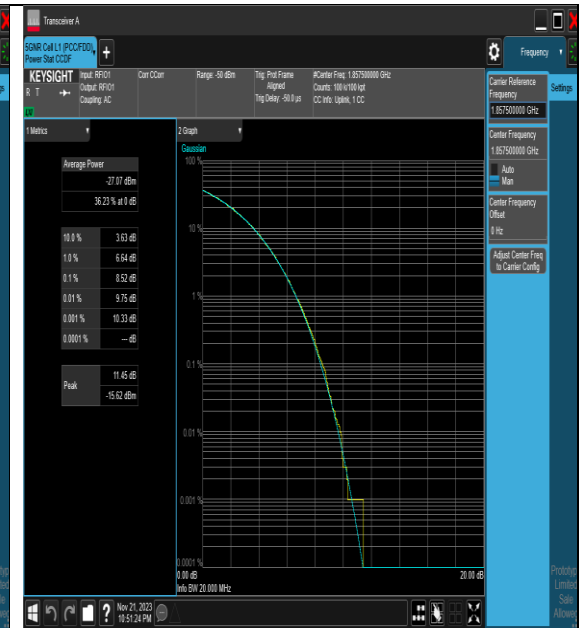 Transceiver A
5GNR Cell L1 (PCC/FDD),
Power Stat CCDF
+
Frequency
KEYSIGHT
R T
LXI
Input: RFIO1
Output: RFIO1
Coupling: AC
Corr CCorr
Range: -50 dBm
Trig: Prot Frame
Aligned
Trig Delay: -50.0 µs
#Center Freq: 1.857500000 GHz
Counts: 100 k/100 kpt
CC Info: Uplink, 1 CC
Carrier Reference
Frequency
1.857500000 GHz
Settings
1 Metrics
2 Graph
Center Frequency
1.857500000 GHz
Auto
Man
Center Frequency
Offset
0 Hz
Adjust Center Freq
to Carrier Config
Average Power
-27.07 dBm
36.23 % at 0 dB
10.0 % 3.63 dB
1.0 % 6.64 dB
0.1 % 8.52 dB
0.01 % 9.75 dB
0.001 % 10.33 dB
0.0001 % --- dB
Peak
11.45 dB
-15.62 dBm
Gaussian
100 %
10 %
1 %
0.1 %
0.01 %
0.001 %
0.0001 %
0.00 dB
20.00 dB
Info BW 20.000 MHz
?
Nov 21, 2023
10:51:24 PM